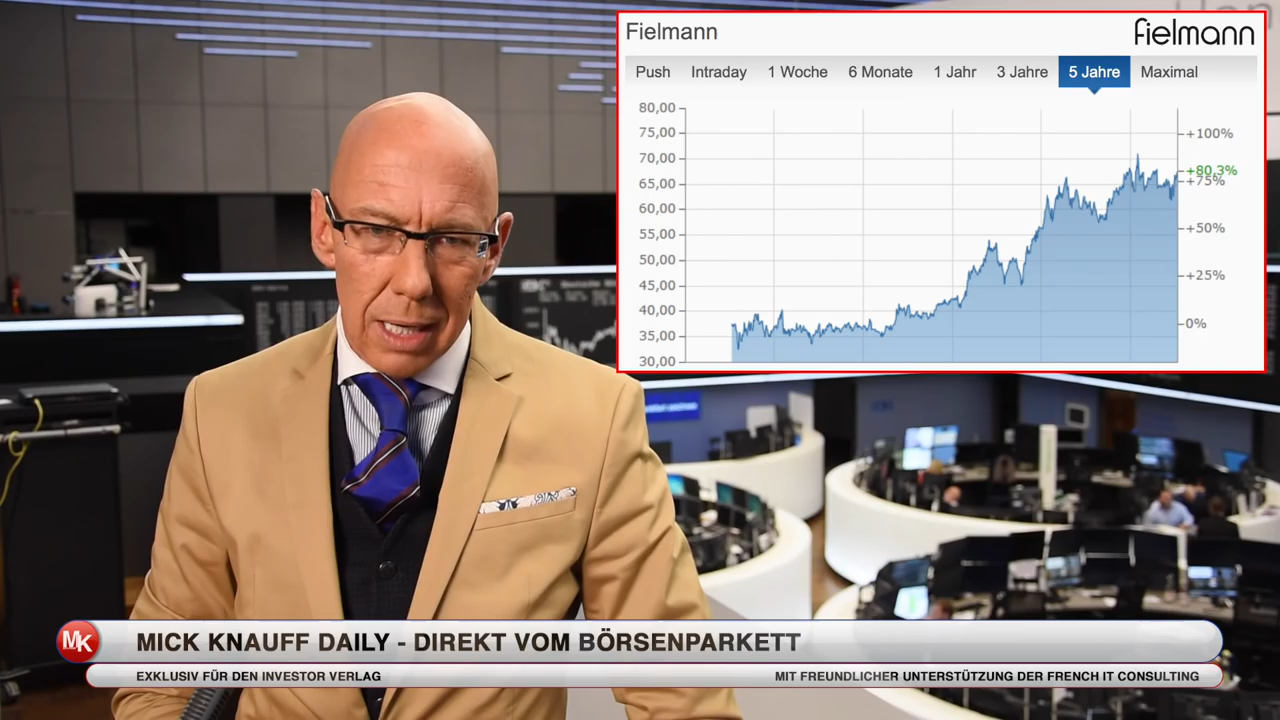 Fielmann
fielmann
Push Intraday 1 Woche 6 Monate 1 Jahr 3 Jahre 5 Jahre Maximal
80,00
75,00
+100%
70,00
+80,3%
65,00
+75%
60,00
55,00
+50%
50,00
45,00
+25%
40,00
35,00
0%
30,00
MK
MICK KNAUFF DAILY - DIREKT VOM BÖRSENPARKETT
EXKLUSIV FÜR DEN INVESTOR VERLAG
MIT FREUNDLICHER UNTERSTÜTZUNG DER FRENCH IT CONSULTING